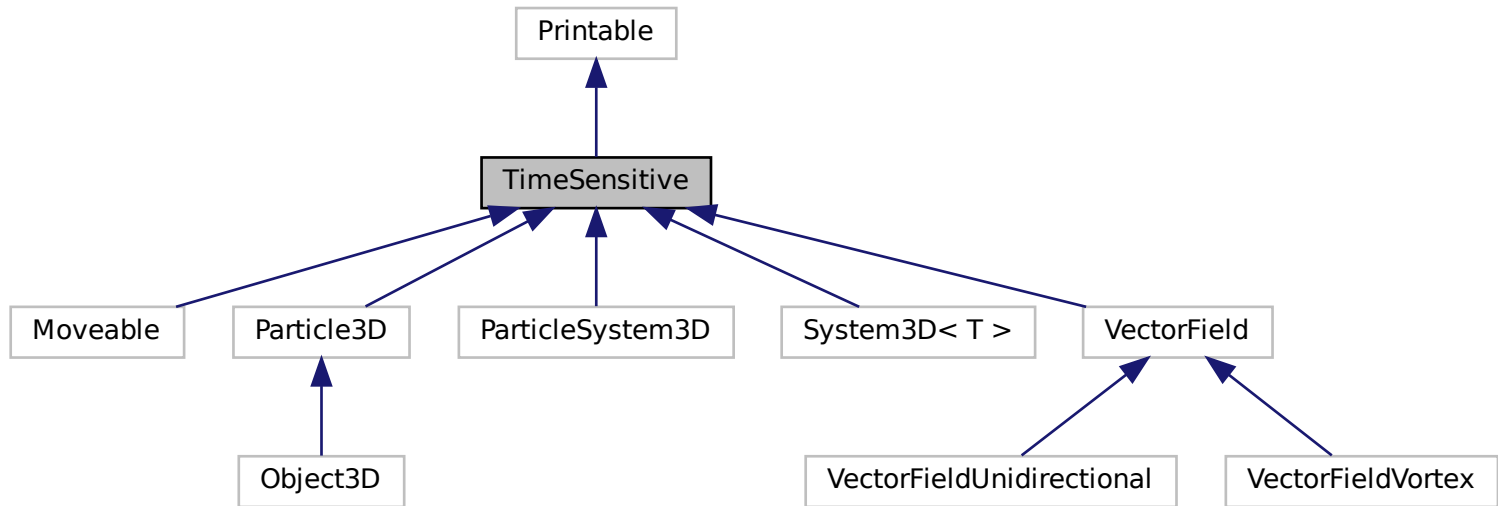 Printable
TimeSensitive
Moveable
Particle3D
ParticleSystem3D
System3D< T >
VectorField
Object3D
VectorFieldUnidirectional
VectorFieldVortex